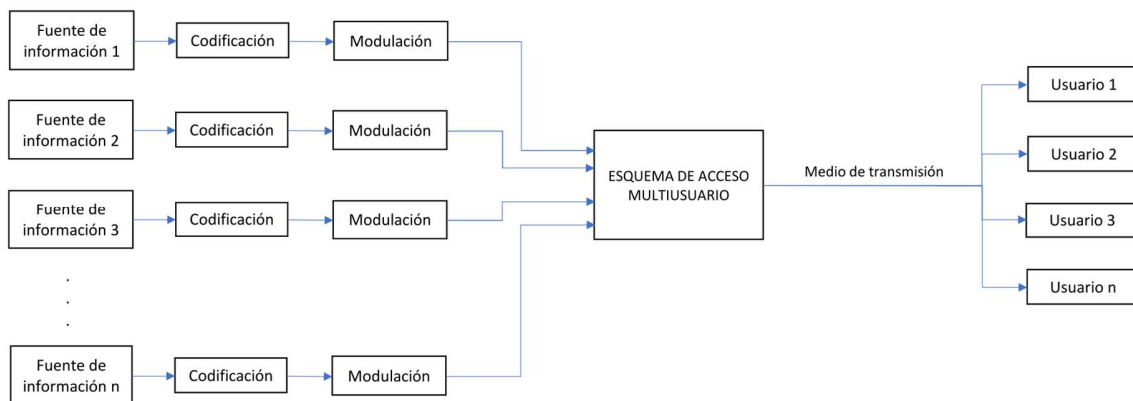 Fuente de
información 1
Codificación
Modulación
Fuente de
información 2
Codificación
Modulación
Fuente de
información 3
Codificación
Modulación
.
.
.
Fuente de
información n
Codificación
Modulación
ESQUEMA DE ACCESO
MULTIUSUARIO
Medio de transmisión
Usuario 1
Usuario 2
Usuario 3
Usuario n